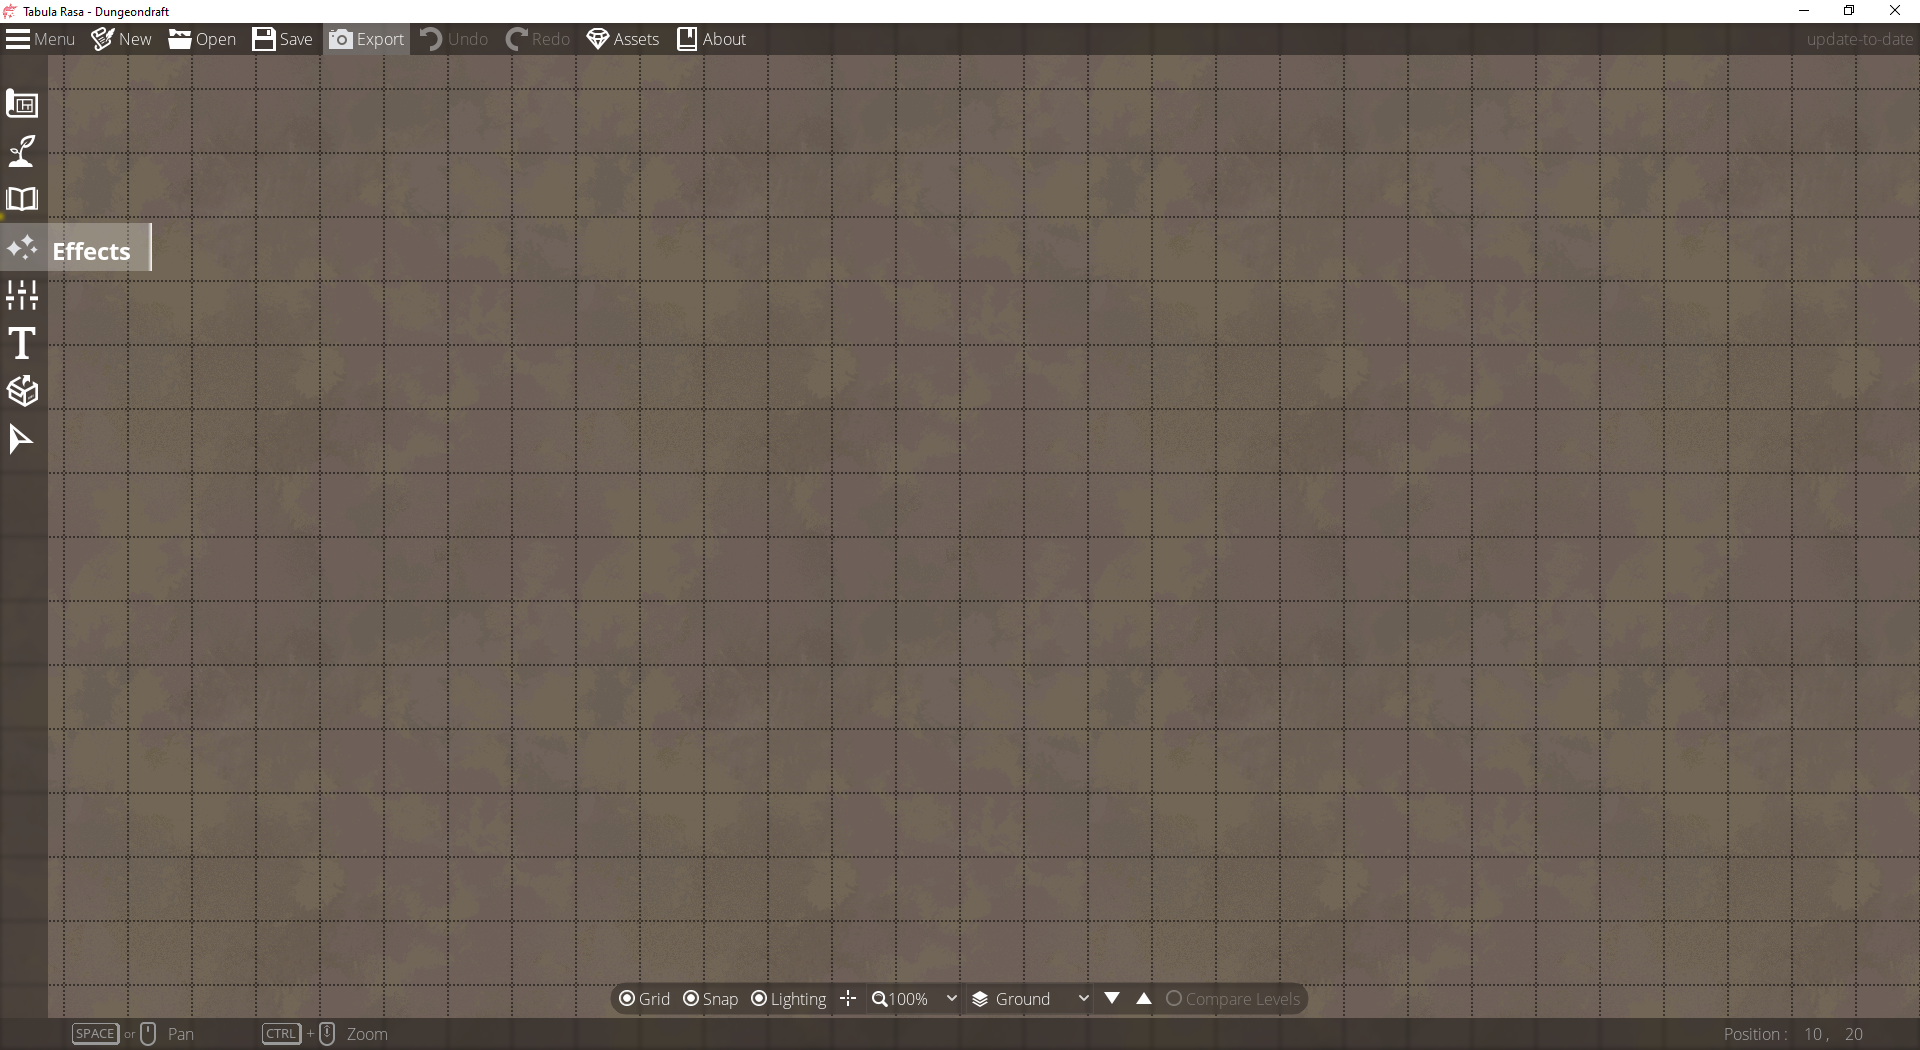 Tabula Rasa - Dungeondraft
Menu New Open Save Export Undo Redo Assets About update-to-date
Effects
Grid Snap Lighting 100% Ground Compare Levels
SPACE or Pan CTRL + Zoom Position : 10 , 20